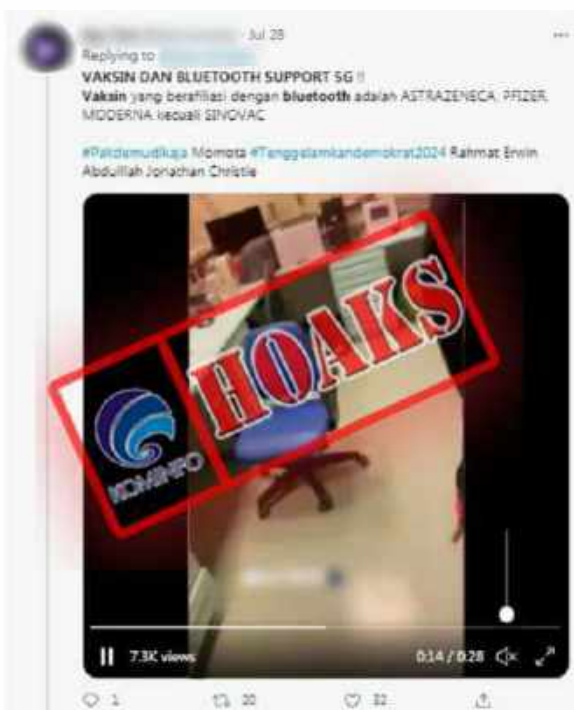 Jul 28
Replying to
VAKSIN DAN BLUETOOTH SUPPORT 5G !!
Vaksin yang berafiliasi dengan bluetooth adalah ASTRAZENECA, PFIZER,
MODERNA kecuali SINOVAC
#Pakdemudikaja Momota #Tenggelamkandemokrat2024 Rahmat Erwin
Abdulllah Jonathan Christie
HOAKS
KOMINFO
7.3K views
0:14 / 0:28
1
20
32